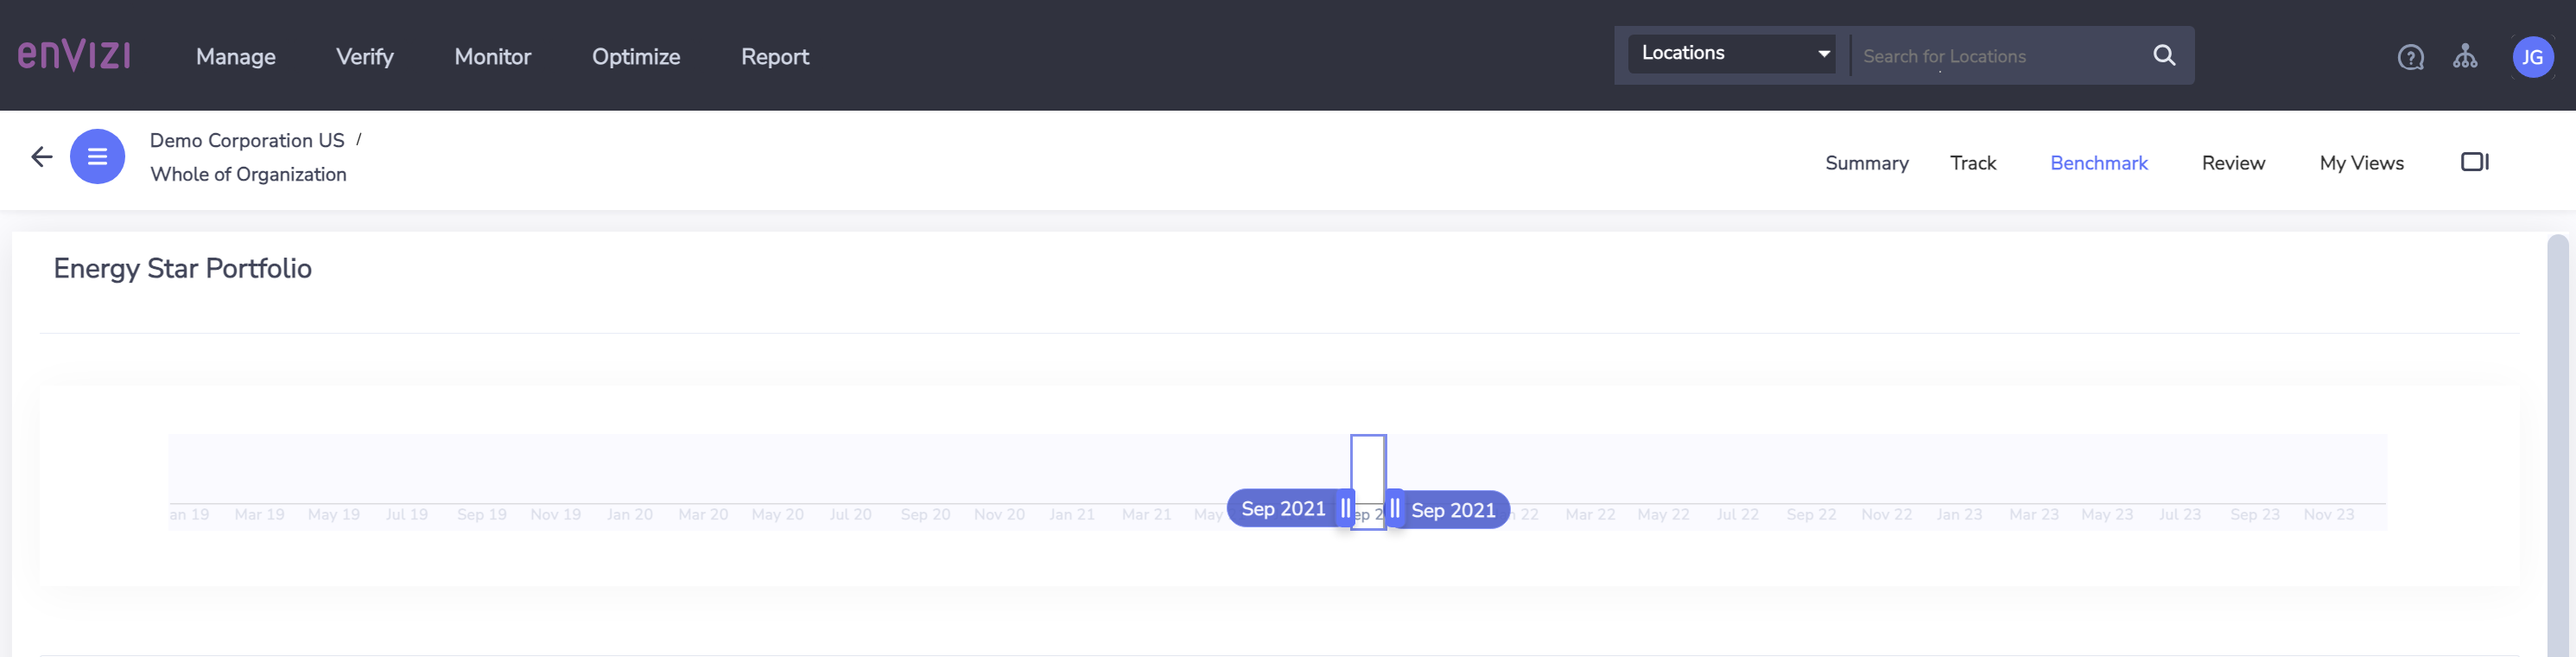 enVizi Manage Verify Monitor Optimize Report Locations Search for Locations JG
Demo Corporation US /
Whole of Organization
Summary Track Benchmark Review My Views
Energy Star Portfolio
Sep 2021 Sep 2021
an 19 Mar 19 May 19 Jul 19 Sep 19 Nov 19 Jan 20 Mar 20 May 20 Jul 20 Sep 20 Nov 20 Jan 21 Mar 21 May ep 2 22 Mar 22 May 22 Jul 22 Sep 22 Nov 22 Jan 23 Mar 23 May 23 Jul 23 Sep 23 Nov 23